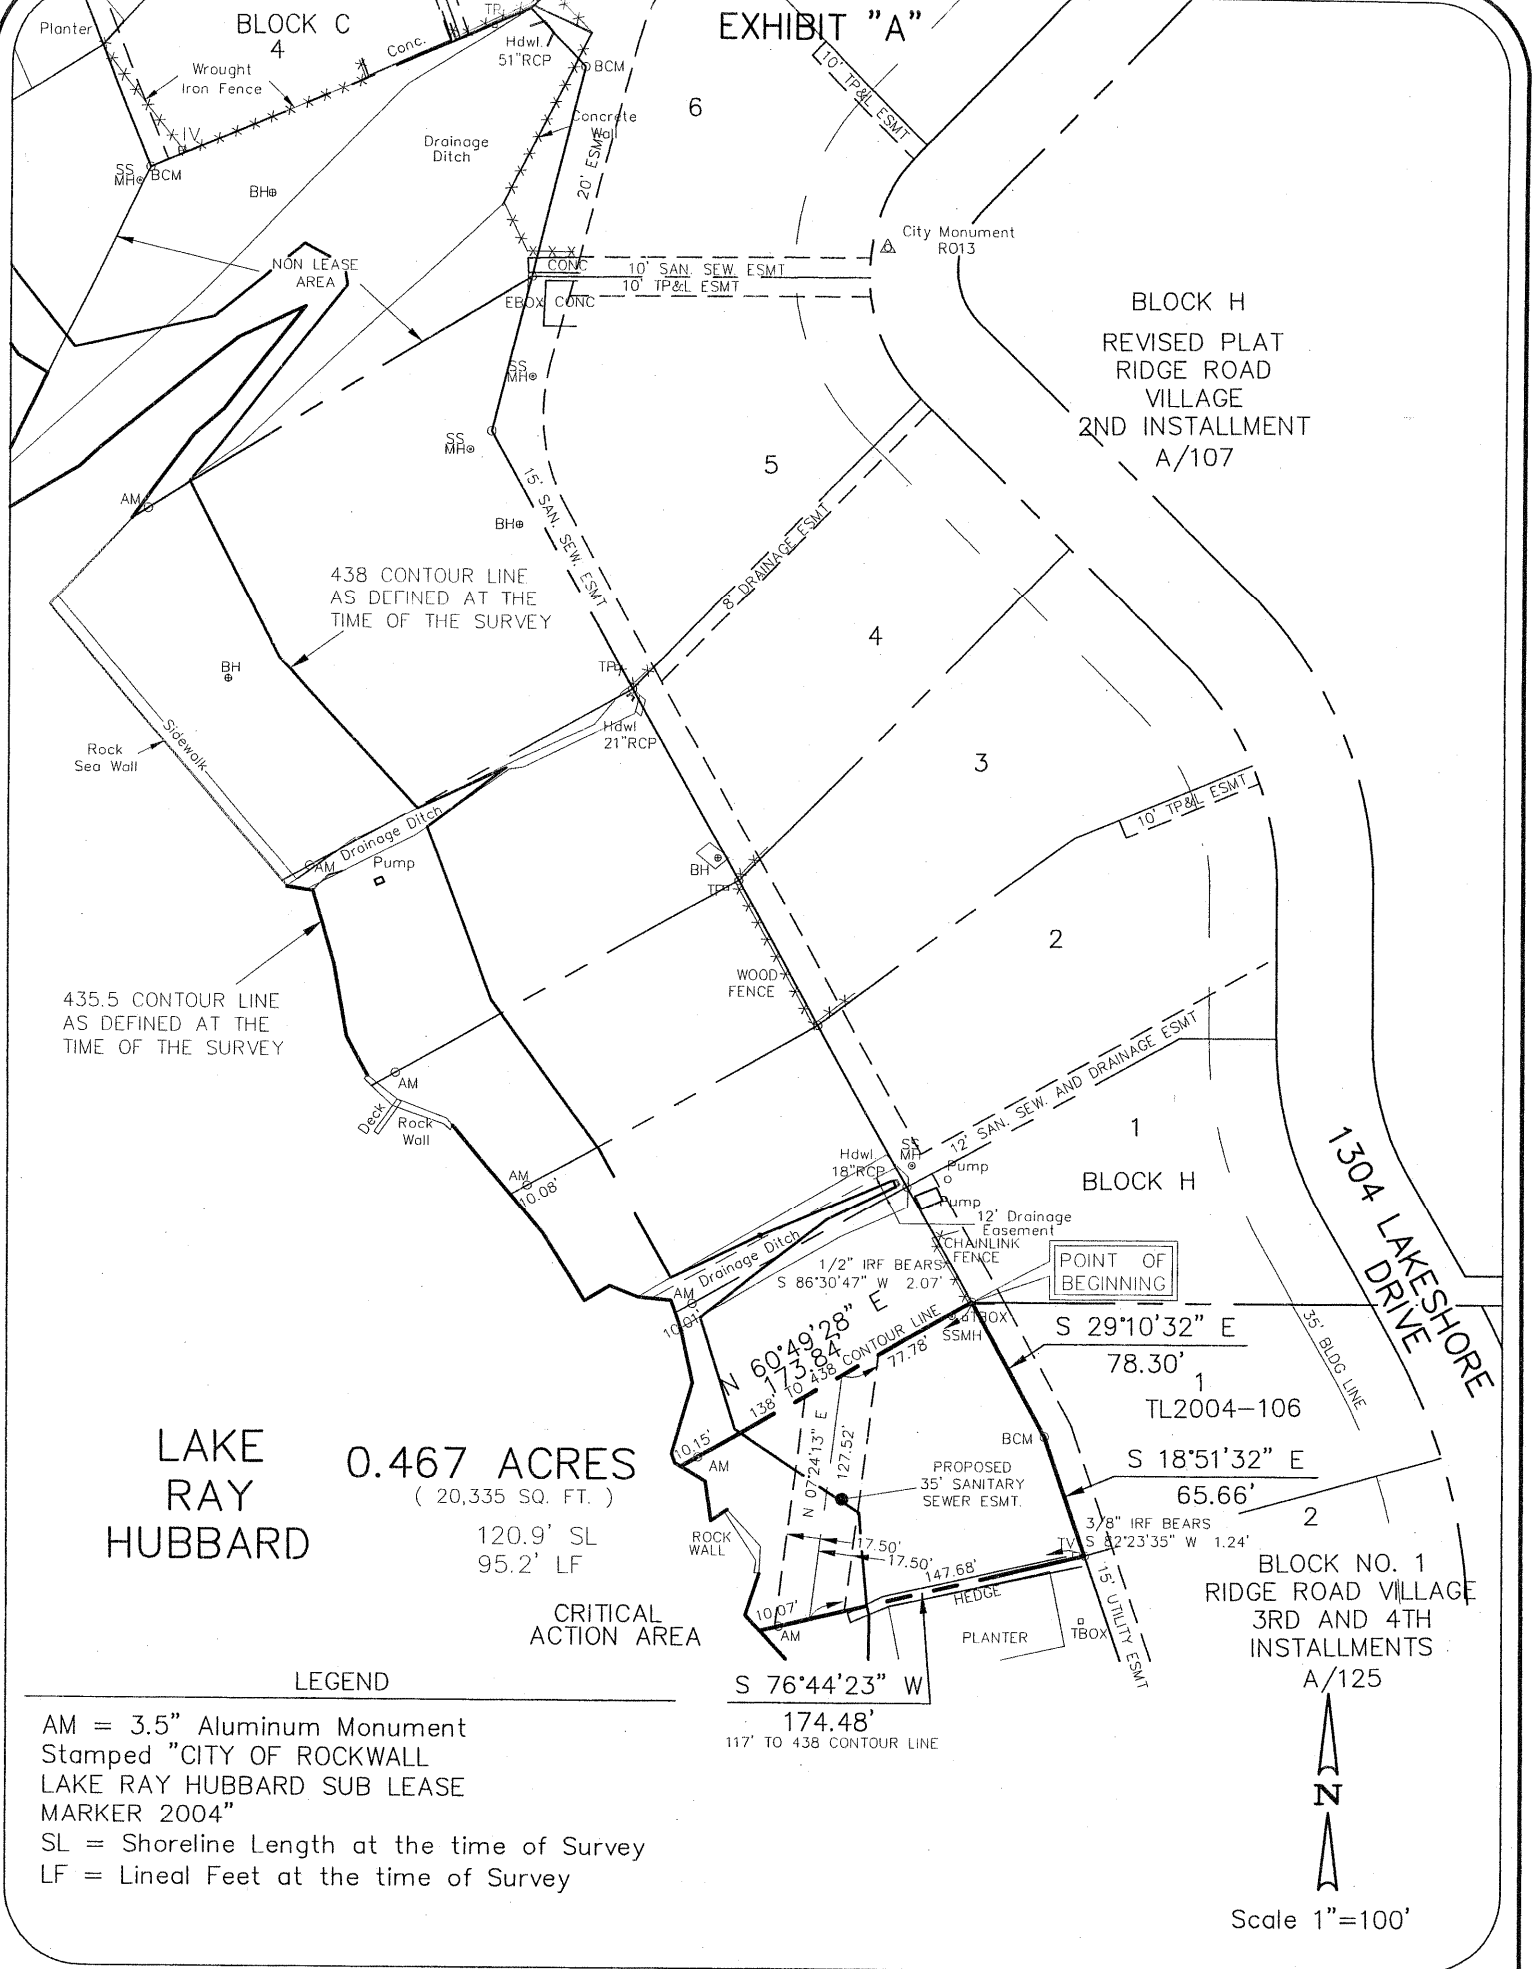 EXHIBIT "A"
Planter
BLOCK C
4
Conc.
TP
Hdwl.
51"RCP
BCM
Wrought
Iron Fence
IV
SS
MH
BCM
BH
Drainage
Ditch
Concrete
Wall
20' ESMT
6
10' TP&L ESMT
City Monument
R013
NON LEASE
AREA
CONC
10' SAN. SEW. ESMT
10' TP&L ESMT
EBOX CONC
BLOCK H
REVISED PLAT
RIDGE ROAD
VILLAGE
2ND INSTALLMENT
A/107
SS
MH
SS
MH
5
AM
15' SAN. SEW. ESMT
BH
8' DRAINAGE ESMT
438 CONTOUR LINE
AS DEFINED AT THE
TIME OF THE SURVEY
4
BH
TP
Sidewalk
Rock
Sea Wall
Hdwl
21"RCP
3
10' TP&L ESMT
Drainage Ditch
AM
Pump
BH
TP
2
WOOD
FENCE
435.5 CONTOUR LINE
AS DEFINED AT THE
TIME OF THE SURVEY
12' SAN. SEW. AND DRAINAGE ESMT
AM
Deck
Rock
Wall
1
Hdwl.
18"RCP
SS
MH
Pump
Pump
BLOCK H
1304 LAKESHORE
DRIVE
AM
10.08'
12' Drainage
Easement
CHAINLINK
FENCE
Drainage Ditch
1/2" IRF BEARS
S 86°30'47" W 2.07'
POINT OF
BEGINNING
AM
10.01'
TBOX
SSMH
N 60°49'28" E
173.84'
138' TO 438 CONTOUR LINE
77.78'
S 29°10'32" E
78.30'
35' BLDG LINE
1
TL2004-106
LAKE
RAY
HUBBARD
0.467 ACRES
( 20,335 SQ. FT. )
120.9' SL
95.2' LF
10.15'
AM
N 07°24'13" E
127.52'
BCM
S 18°51'32" E
65.66'
PROPOSED
35' SANITARY
SEWER ESMT.
ROCK
WALL
3/8" IRF BEARS
S 82°23'35" W 1.24'
TV
2
17.50'
17.50'
147.68'
HEDGE
BLOCK NO. 1
RIDGE ROAD VILLAGE
3RD AND 4TH
INSTALLMENTS
A/125
15' UTILITY ESMT
CRITICAL
ACTION AREA
10.07'
AM
PLANTER
TBOX
S 76°44'23" W
174.48'
117' TO 438 CONTOUR LINE
LEGEND
AM = 3.5" Aluminum Monument
Stamped "CITY OF ROCKWALL
LAKE RAY HUBBARD SUB LEASE
MARKER 2004"
SL = Shoreline Length at the time of Survey
LF = Lineal Feet at the time of Survey
N
Scale 1"=100'